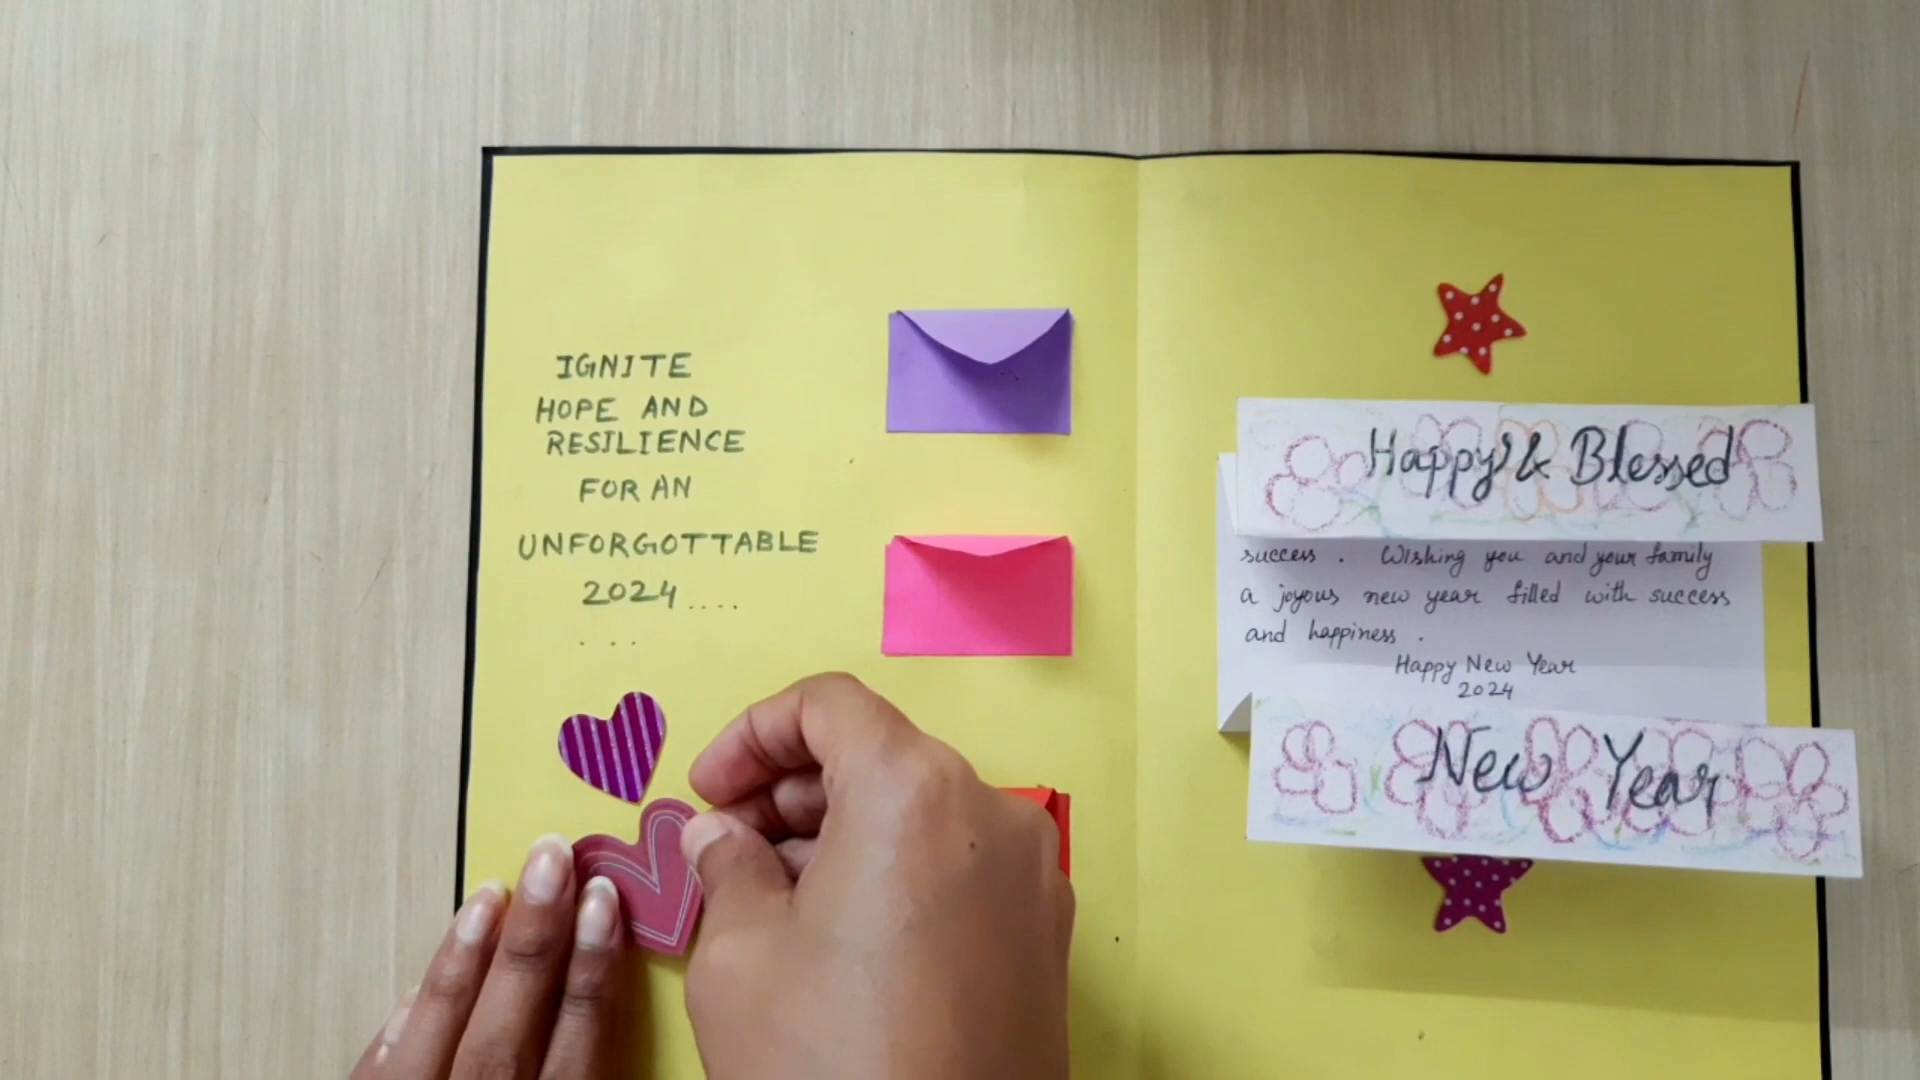 IGNITE
HOPE AND
RESILIENCE
FOR AN
UNFORGOTTABLE
2024....
...
Happy & Blessed
success. Wishing you and your family
a joyous new year filled with success
and happiness.
Happy New Year
2024
New Year